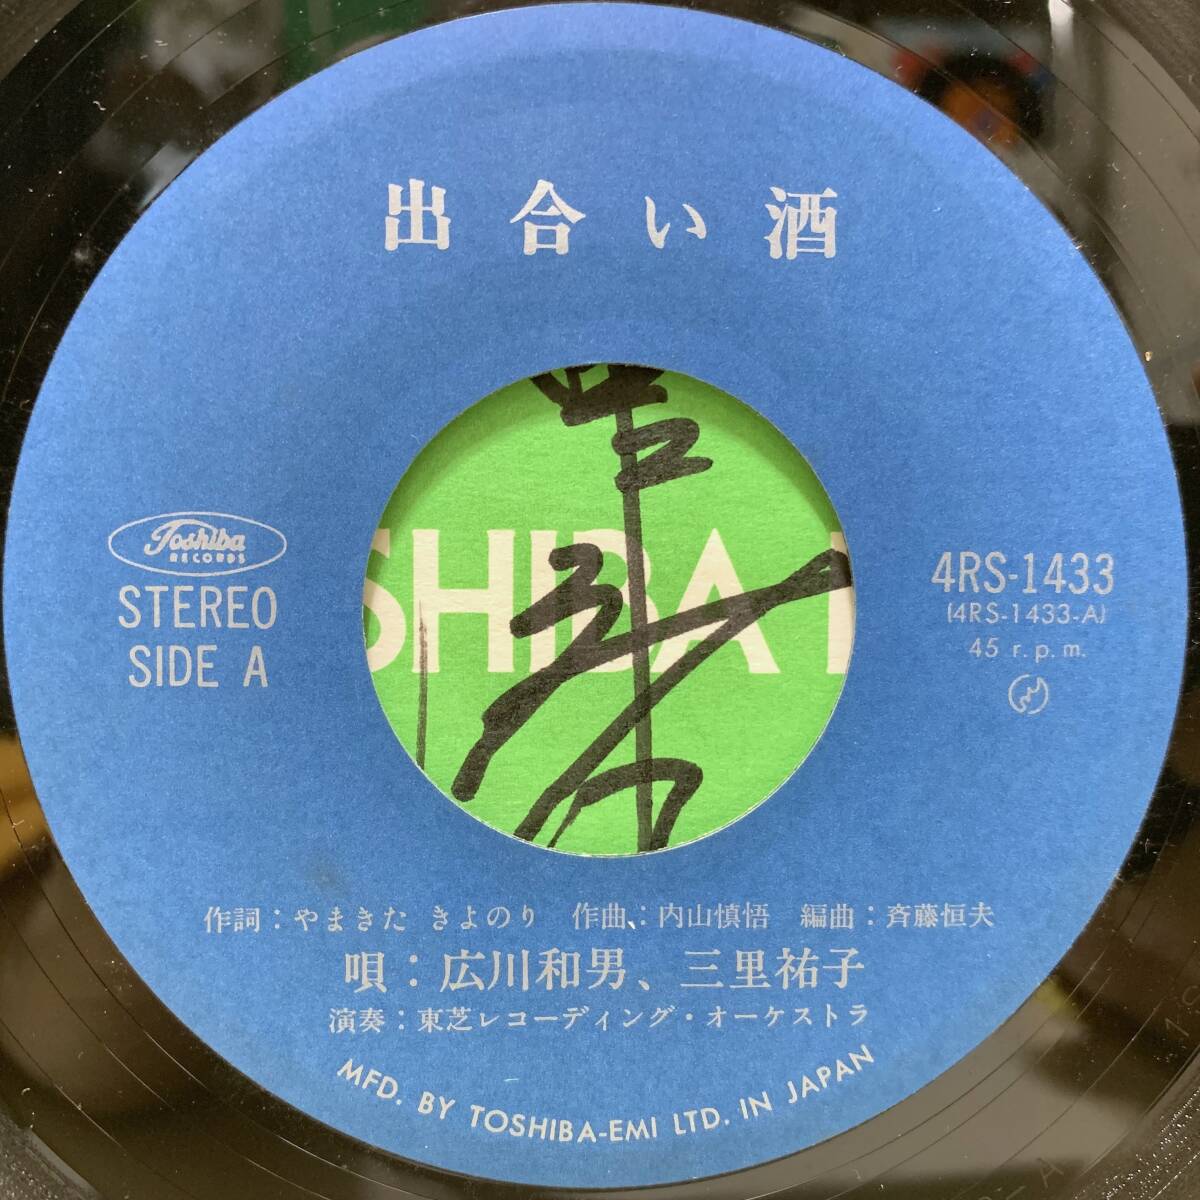 出合い酒
Toshiba
RECORDS
STEREO
SIDE A
SHIBA
4RS-1433
(4RS-1433-A)
45 r.p.m.
作詞：やまきた きよのり 作曲：内山慎悟 編曲：斉藤恒夫
唄：広川和男、三里祐子
演奏：東芝レコーディング・オーケストラ
MFD. BY TOSHIBA-EMI LTD. IN JAPAN